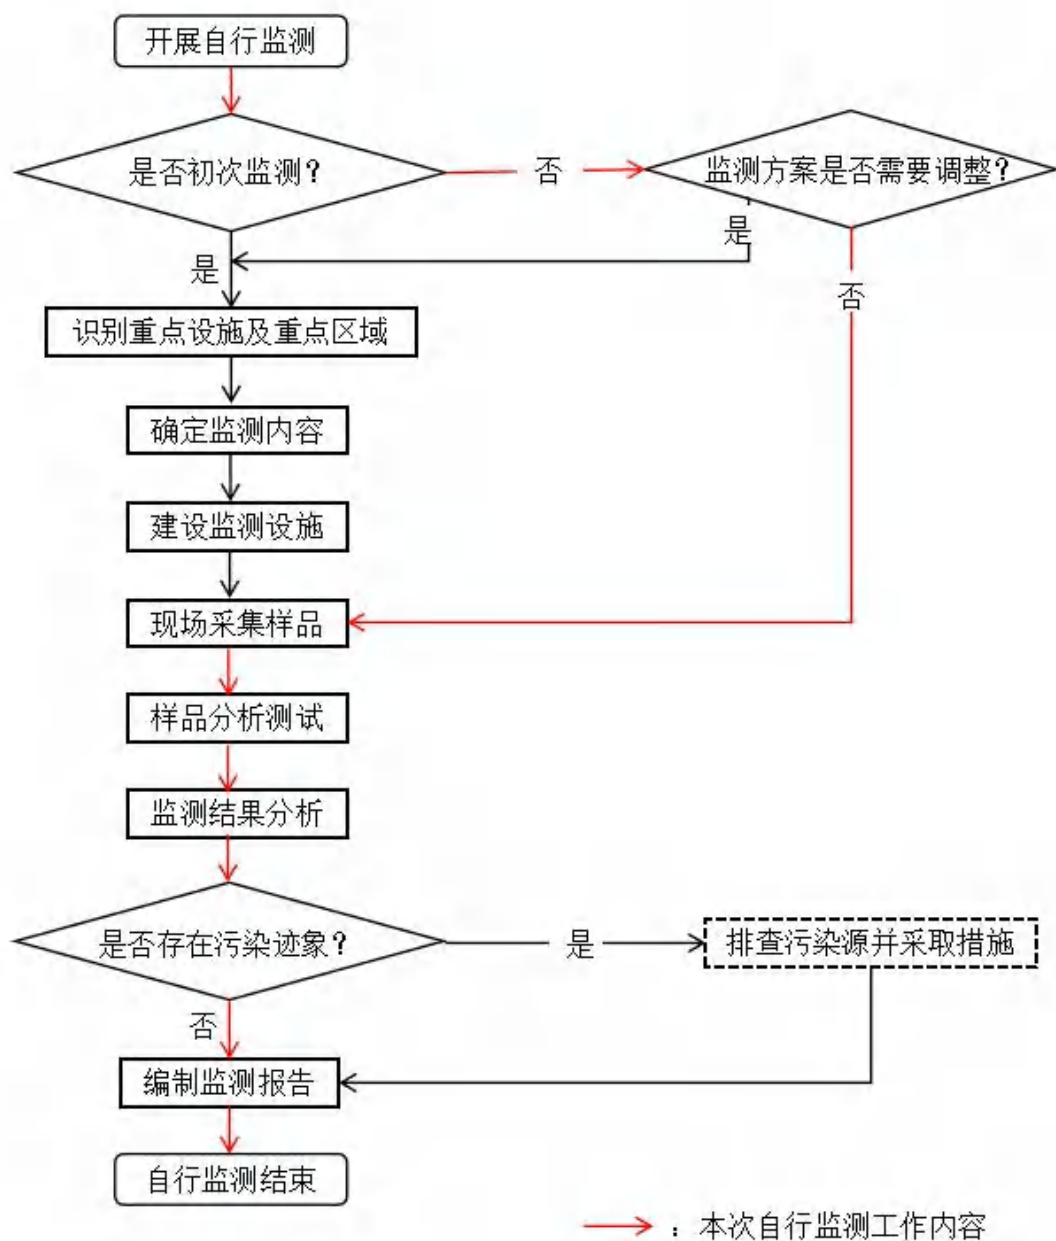 开展自行监测
是否初次监测？
否
监测方案是否需要调整？
是
是
否
识别重点设施及重点区域
确定监测内容
建设监测设施
现场采集样品
样品分析测试
监测结果分析
是否存在污染迹象？
是
排查污染源并采取措施
否
编制监测报告
自行监测结束
：本次自行监测工作内容